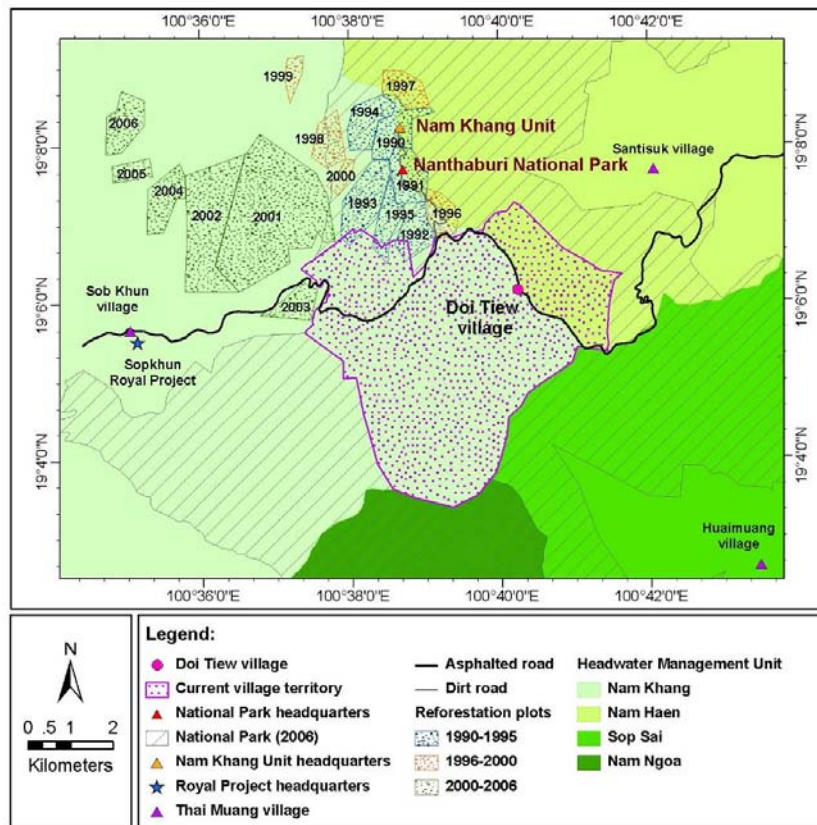 100°36'0"E
100°38'0"E
100°40'0"E
100°42'0"E
19°8'0"N
19°6'0"N
19°4'0"N
1999
1997
2006
1994
Nam Khang Unit
1998
1990
Santisuk village
19°8'0"N
2005
2000
Nanthaburi National Park
2004
1991
2002
2001
1993
1995
1996
1992
Sob Khun
village
2003
Doi Tiew
village
19°6'0"N
Sopkhun
Royal Project
19°4'0"N
Huaimuang
village
100°36'0"E
100°38'0"E
100°40'0"E
100°42'0"E
N
0 .5 1 2
Kilometers
Legend:
Doi Tiew village
Current village territory
National Park headquarters
National Park (2006)
Nam Khang Unit headquarters
Royal Project headquarters
Thai Muang village
Asphalted road
Dirt road
Reforestation plots
1990-1995
1996-2000
2000-2006
Headwater Management Unit
Nam Khang
Nam Haen
Sop Sai
Nam Ngoa